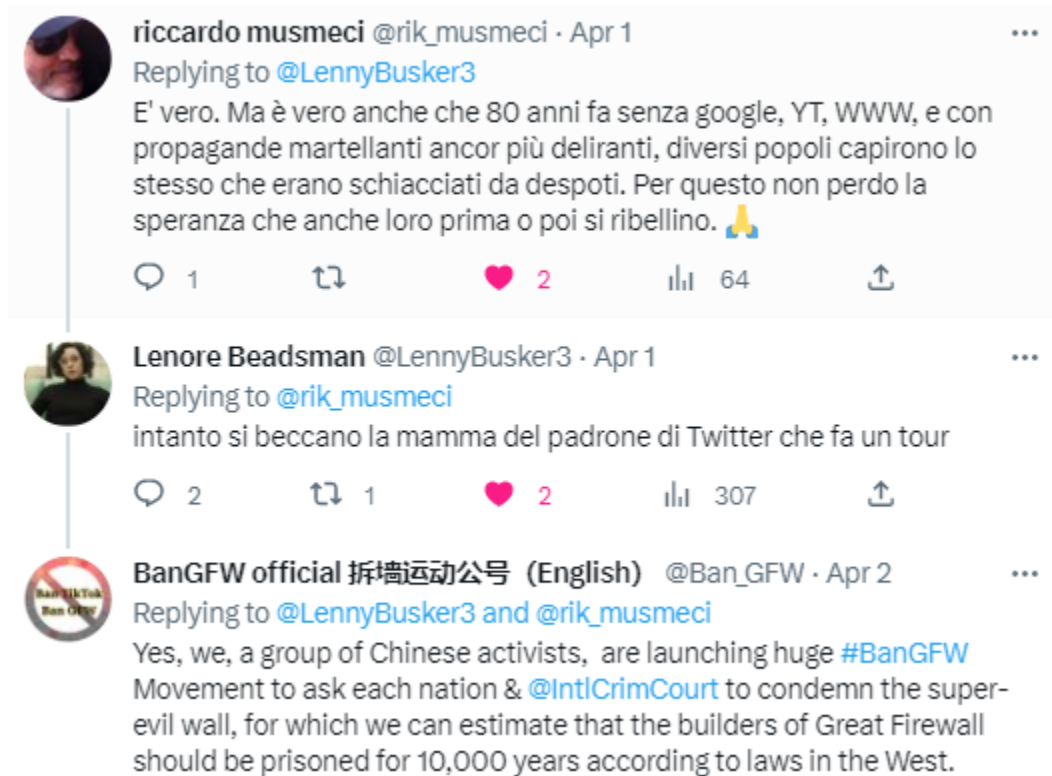 riccardo musmeci @rik_musmeci · Apr 1
Replying to @LennyBusker3
E' vero. Ma è vero anche che 80 anni fa senza google, YT, WWW, e con
propagande martellanti ancor più deliranti, diversi popoli capirono lo
stesso che erano schiacciati da despoti. Per questo non perdo la
speranza che anche loro prima o poi si ribellino. 🙏
1 2 64
Lenore Beadsman @LennyBusker3 · Apr 1
Replying to @rik_musmeci
intanto si beccano la mamma del padrone di Twitter che fa un tour
2 1 2 307
Ban TikTok
Ban GFW
BanGFW official 拆墙运动公号（English） @Ban_GFW · Apr 2
Replying to @LennyBusker3 and @rik_musmeci
Yes, we, a group of Chinese activists, are launching huge #BanGFW
Movement to ask each nation & @IntlCrimCourt to condemn the super-
evil wall, for which we can estimate that the builders of Great Firewall
should be prisoned for 10,000 years according to laws in the West.